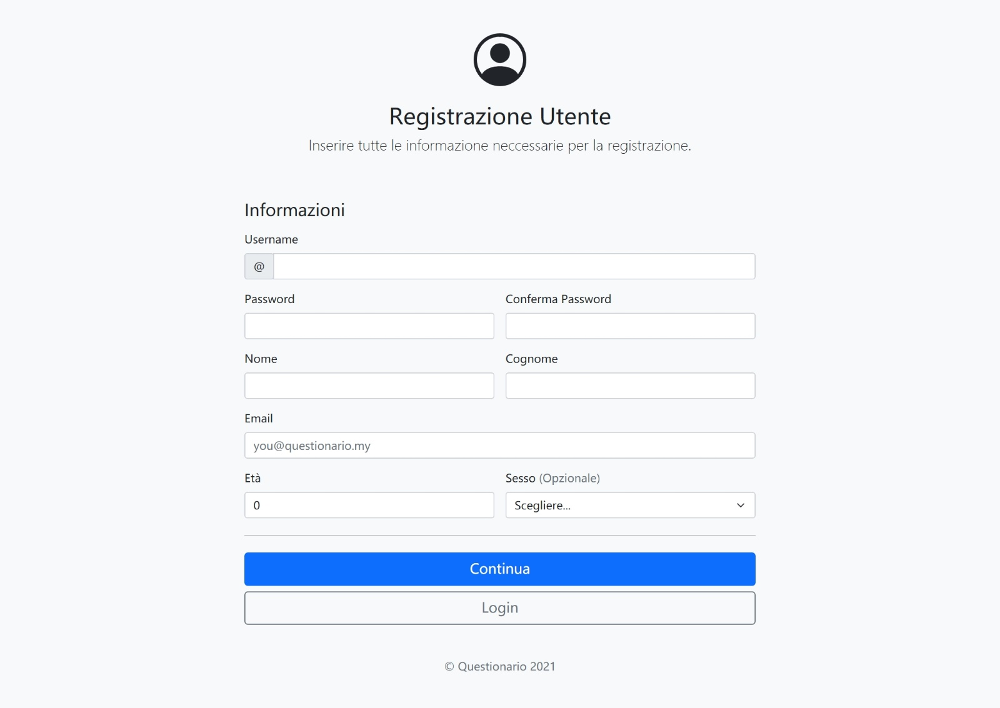 Registrazione Utente
Inserire tutte le informazione neccessarie per la registrazione.
Informazioni
Username
@
Password
Conferma Password
Nome
Cognome
Email
you@questionario.my
Età
Sesso (Opzionale)
0
Scegliere...
Continua
Login
© Questionario 2021